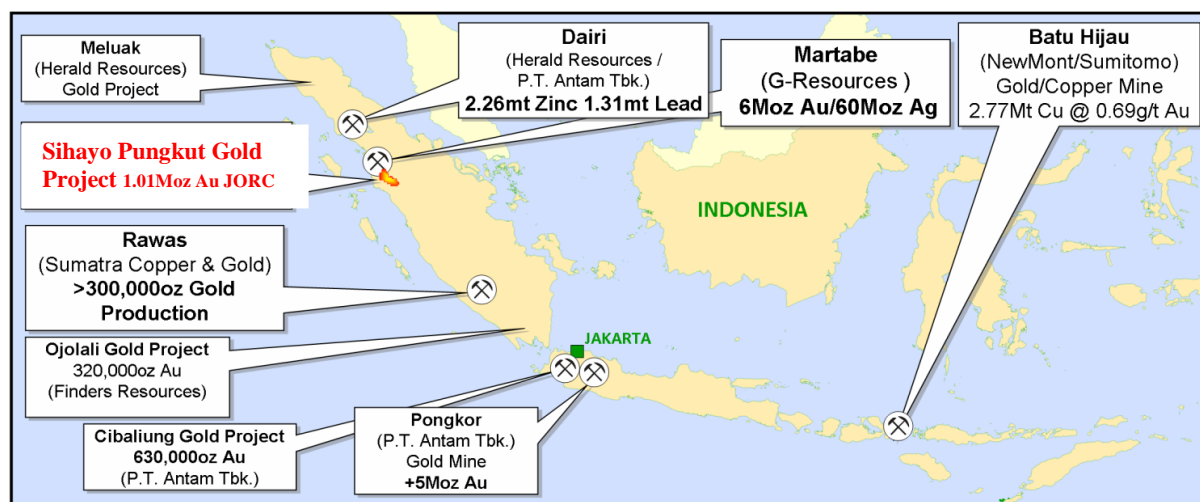 Meluak
(Herald Resources)
Gold Project
Dairi
(Herald Resources /
P.T. Antam Tbk.)
2.26mt Zinc 1.31mt Lead
Martabe
(G-Resources )
6Moz Au/60Moz Ag
Batu Hijau
(NewMont/Sumitomo)
Gold/Copper Mine
2.77Mt Cu @ 0.69g/t Au
Sihayo Pungkut Gold
Project 1.01Moz Au JORC
INDONESIA
Rawas
(Sumatra Copper & Gold)
>300,000oz Gold
Production
JAKARTA
Ojolali Gold Project
320,000oz Au
(Finders Resources)
Cibaliung Gold Project
630,000oz Au
(P.T. Antam Tbk.)
Pongkor
(P.T. Antam Tbk.)
Gold Mine
+5Moz Au